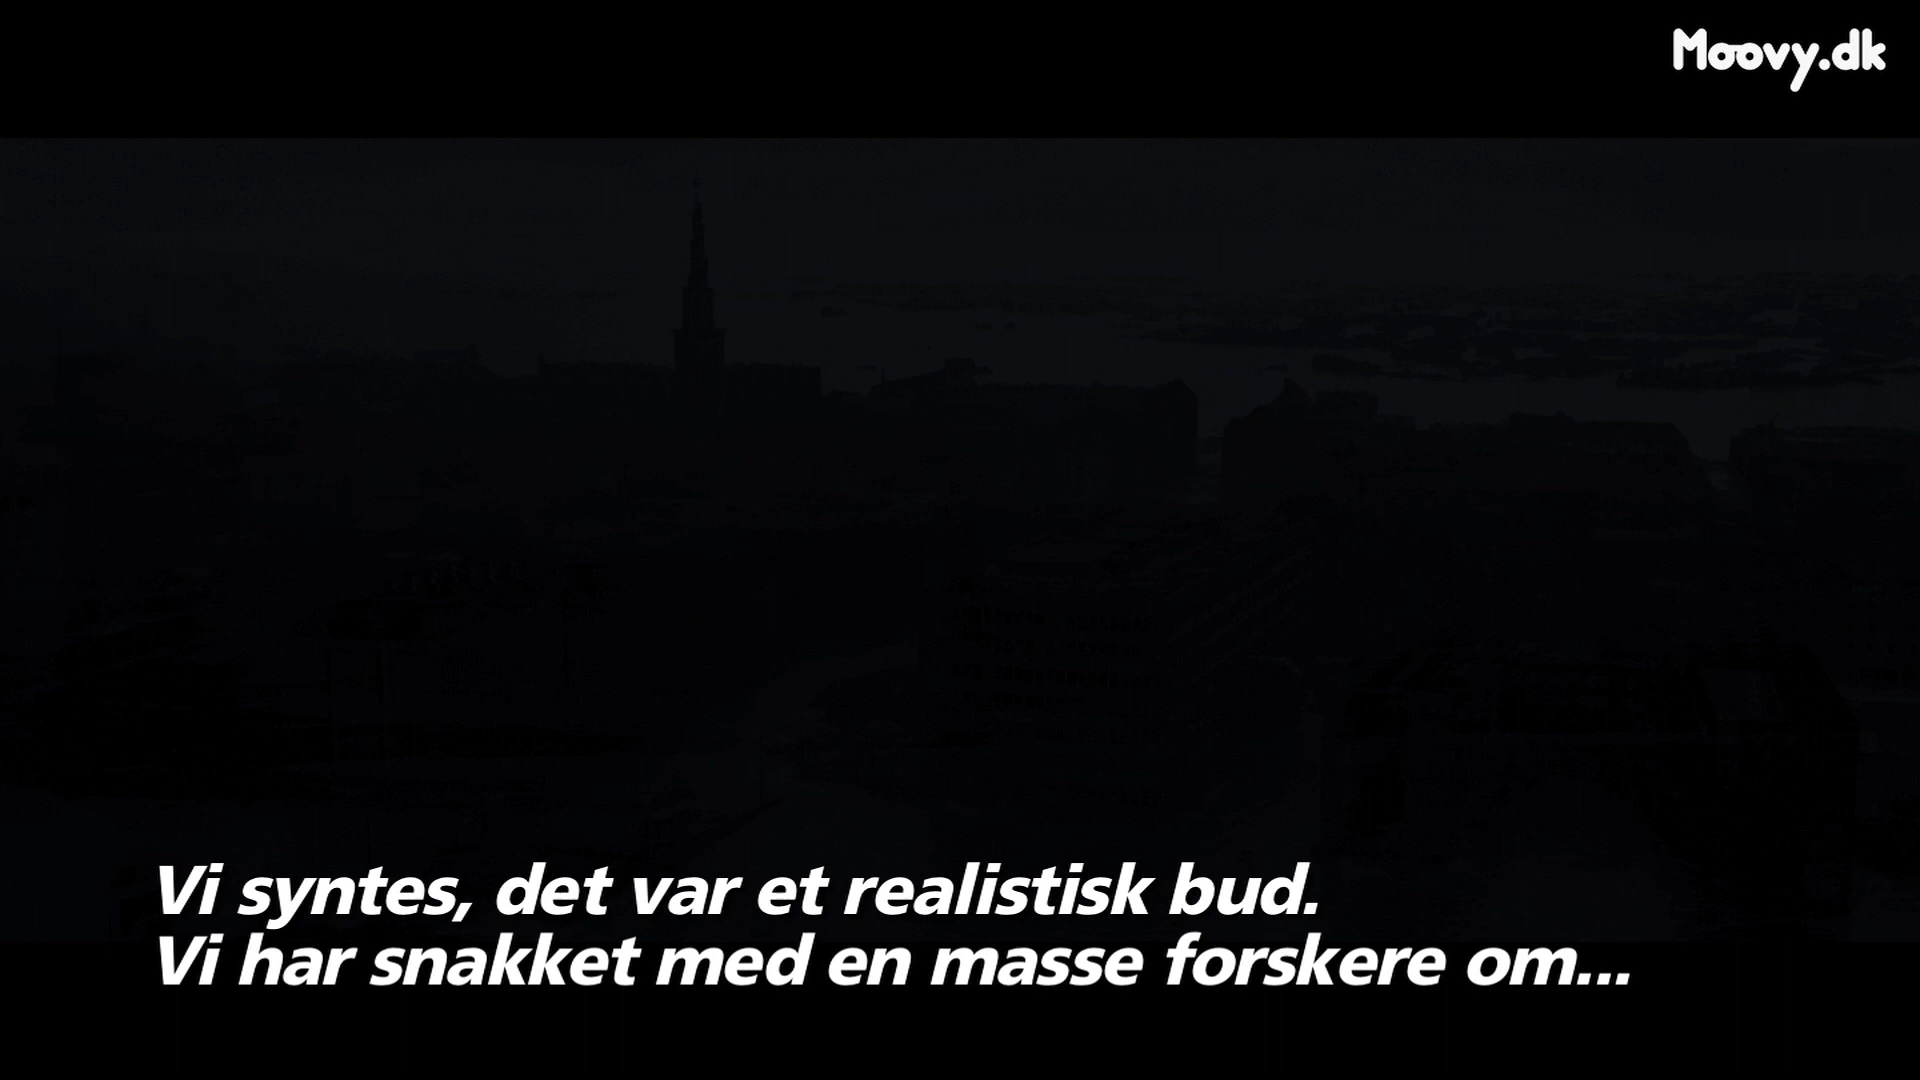 Moovy.dk
Vi syntes, det var et realistisk bud.
Vi har snakket med en masse forskere om...